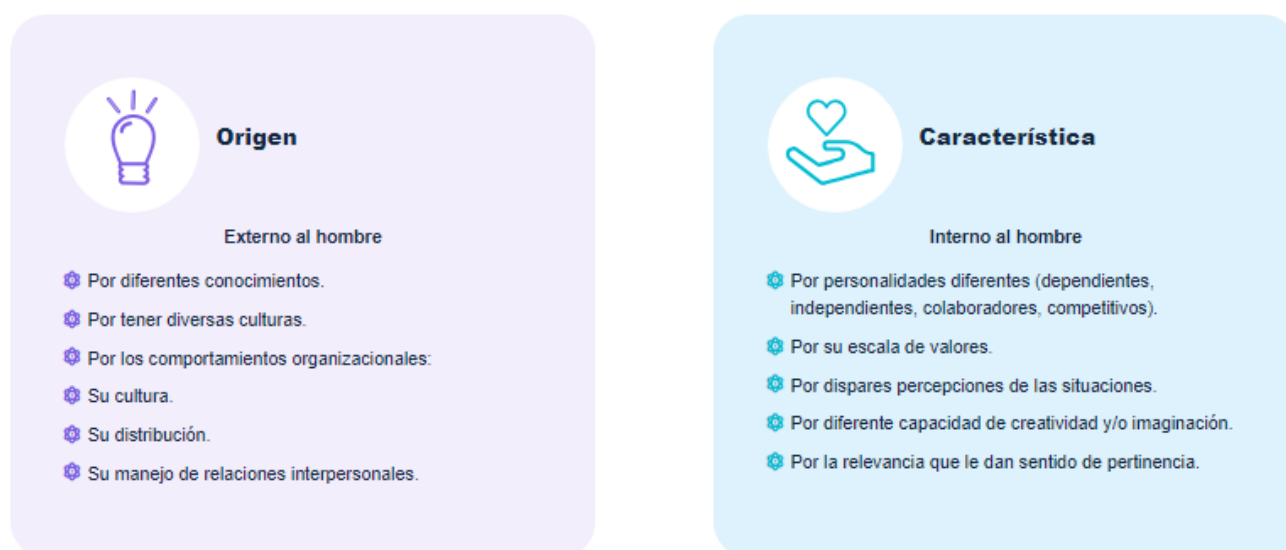 Origen
Externo al hombre
Por diferentes conocimientos.
Por tener diversas culturas.
Por los comportamientos organizacionales:
Su cultura.
Su distribución.
Su manejo de relaciones interpersonales.
Característica
Interno al hombre
Por personalidades diferentes (dependientes,
independientes, colaboradores, competitivos).
Por su escala de valores.
Por dispares percepciones de las situaciones.
Por diferente capacidad de creatividad y/o imaginación.
Por la relevancia que le dan sentido de pertinencia.